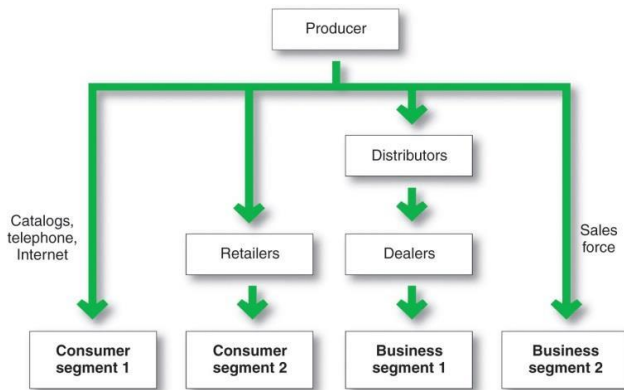 Producer
Distributors
Catalogs,
telephone,
Internet
Retailers
Dealers
Sales
force
Consumer
segment 1
Consumer
segment 2
Business
segment 1
Business
segment 2